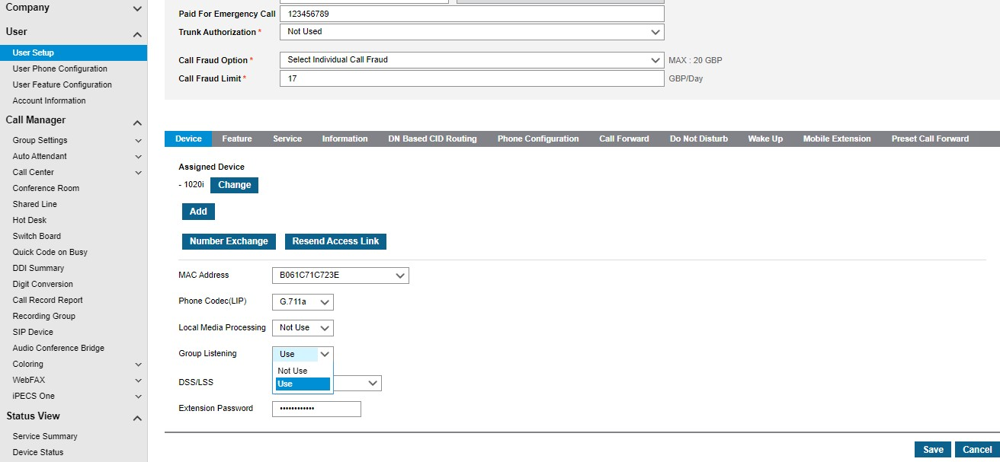 Company
User
User Setup
User Phone Configuration
User Feature Configuration
Account Information
Call Manager
Group Settings
Auto Attendant
Call Center
Conference Room
Shared Line
Hot Desk
Switch Board
Quick Code on Busy
DDI Summary
Digit Conversion
Call Record Report
Recording Group
SIP Device
Audio Conference Bridge
Coloring
WebFAX
iPECS One
Status View
Service Summary
Device Status
Paid For Emergency Call 123456789
Trunk Authorization * Not Used
Call Fraud Option * Select Individual Call Fraud MAX : 20 GBP
Call Fraud Limit * 17 GBP/Day
Device Feature Service Information DN Based CID Routing Phone Configuration Call Forward Do Not Disturb Wake Up Mobile Extension Preset Call Forward
Assigned Device
- 1020i Change
Add
Number Exchange Resend Access Link
MAC Address B061C71C723E
Phone Codec(LIP) G.711a
Local Media Processing Not Use
Group Listening Use
Not Use
Use
DSS/LSS
Extension Password ••••••••••••
Save Cancel